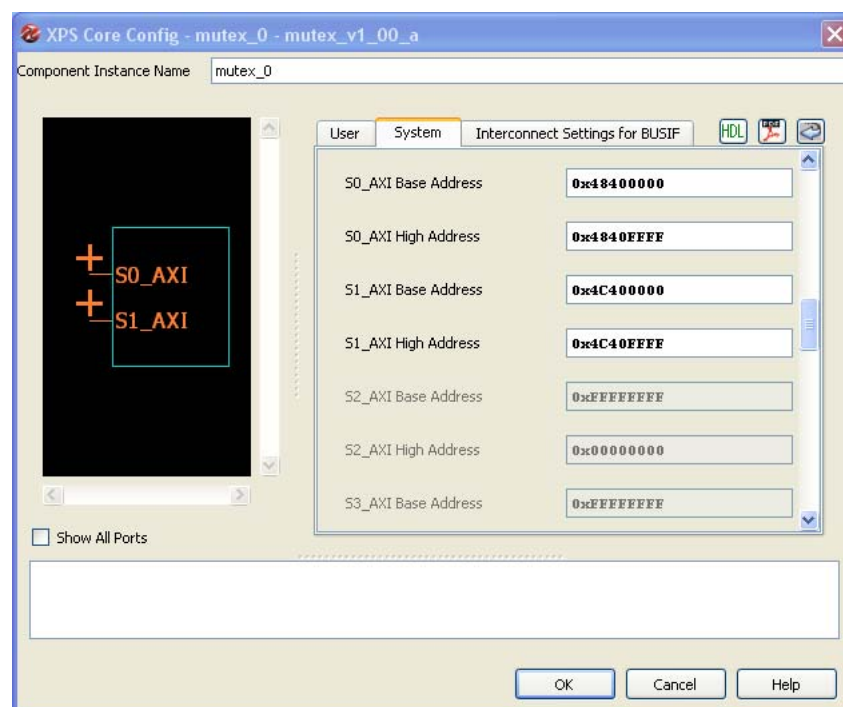 XPS Core Config - mutex_0 - mutex_v1_00_a
Component Instance Name mutex_0
User System Interconnect Settings for BUSIF HDL
S0_AXI
S1_AXI
S0_AXI Base Address 0x48400000
S0_AXI High Address 0x4840FFFF
S1_AXI Base Address 0x4C400000
S1_AXI High Address 0x4C40FFFF
S2_AXI Base Address 0xFFFFFFFF
S2_AXI High Address 0x00000000
S3_AXI Base Address 0xFFFFFFFF
Show All Ports
OK Cancel Help